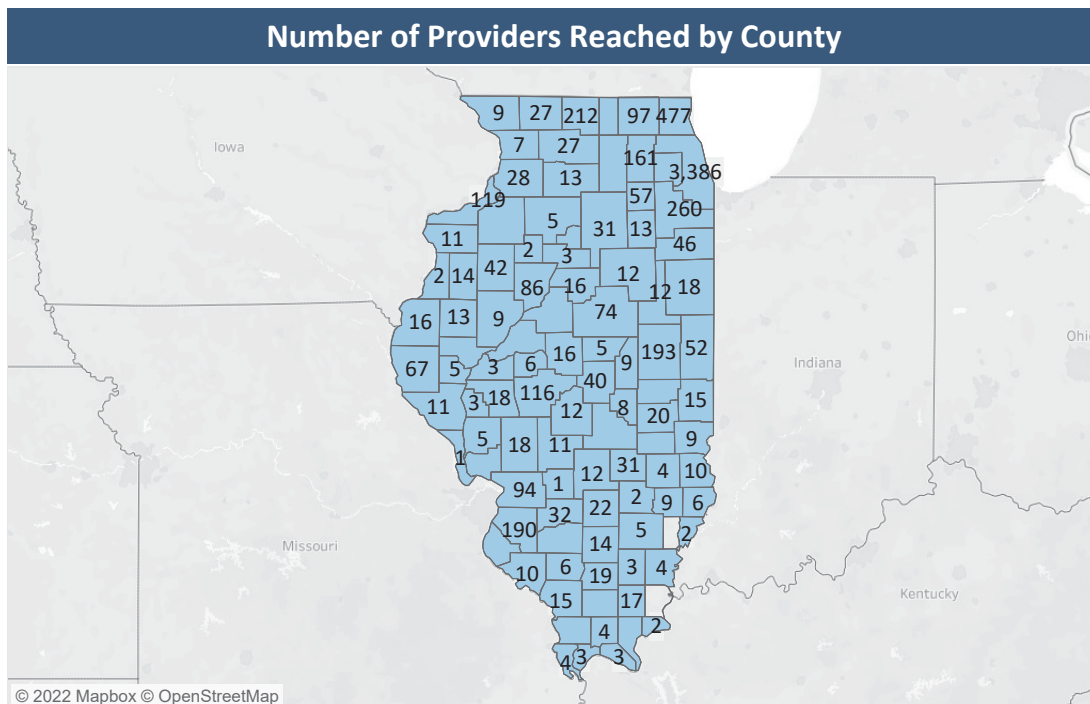 Number of Providers Reached by County
9 27 212 97 477
Iowa
7 27 161 3,386
28 13 57
119 5 31 13 260
11 2 3 46
2 14 42 86 16 12 12 18
16 13 9 74
67 5 3 6 16 5 9 193 52
Indiana
Ohio
11 3 18 116 12 40 8 20 15
5 18 11 9
1 94 1 12 31 4 10
32 22 2 9 6
190 14 5 2
Missouri
10 6 19 3 4
15 17
Kentucky
4 2
4 3 3
© 2022 Mapbox © OpenStreetMap